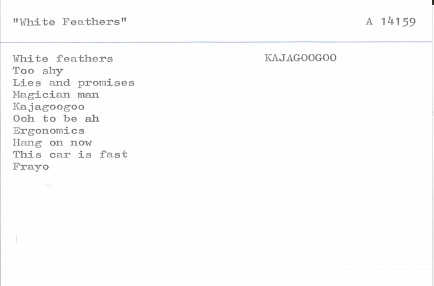 "White Feathers" A 14159
White feathers KAJAGOOGOO
Too shy
Lies and promises
Magician man
Kajagoogoo
Ooh to be ah
Ergonomics
Hang on now
This car is fast
Frayo